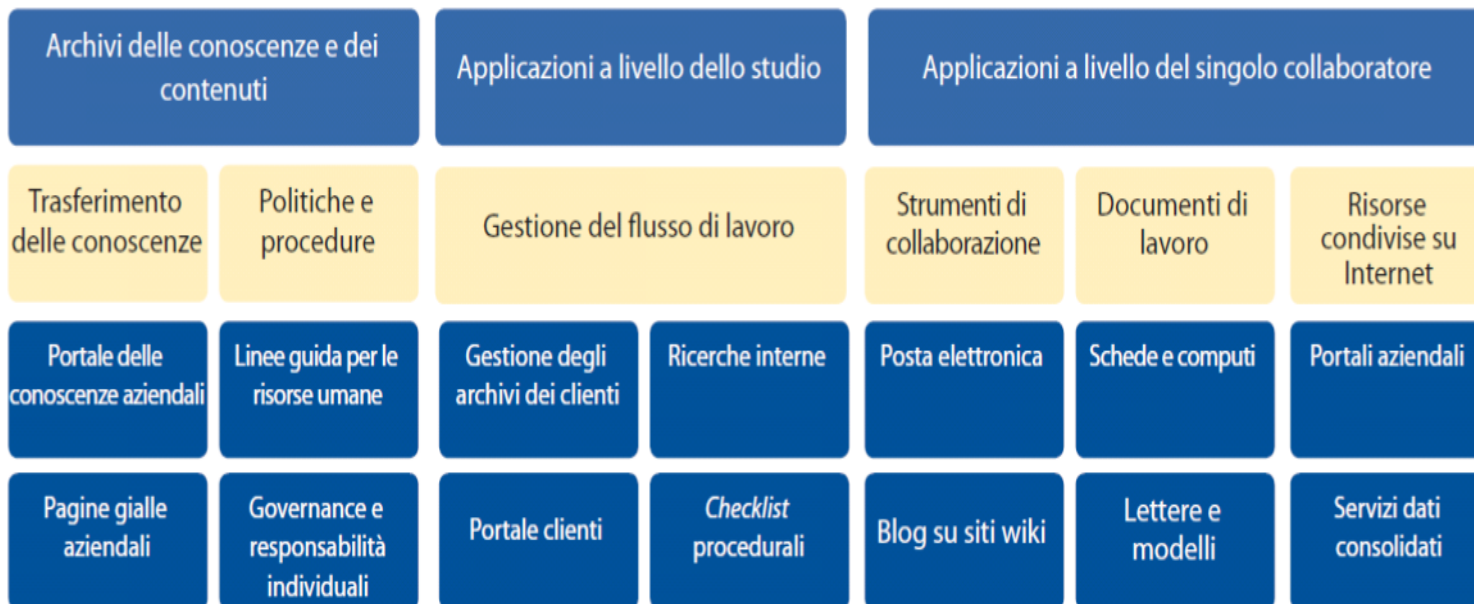 Archivi delle conoscenze e dei
contenuti
Applicazioni a livello dello studio
Applicazioni a livello del singolo collaboratore
Trasferimento
delle conoscenze
Politiche e
procedure
Gestione del flusso di lavoro
Strumenti di
collaborazione
Documenti di
lavoro
Risorse
condivise su
Internet
Portale delle
conoscenze aziendali
Linee guida per le
risorse umane
Gestione degli
archivi dei clienti
Ricerche interne
Posta elettronica
Schede e computi
Portali aziendali
Pagine gialle
aziendali
Governance e
responsabilità
individuali
Portale clienti
Checklist
procedurali
Blog su siti wiki
Lettere e
modelli
Servizi dati
consolidati